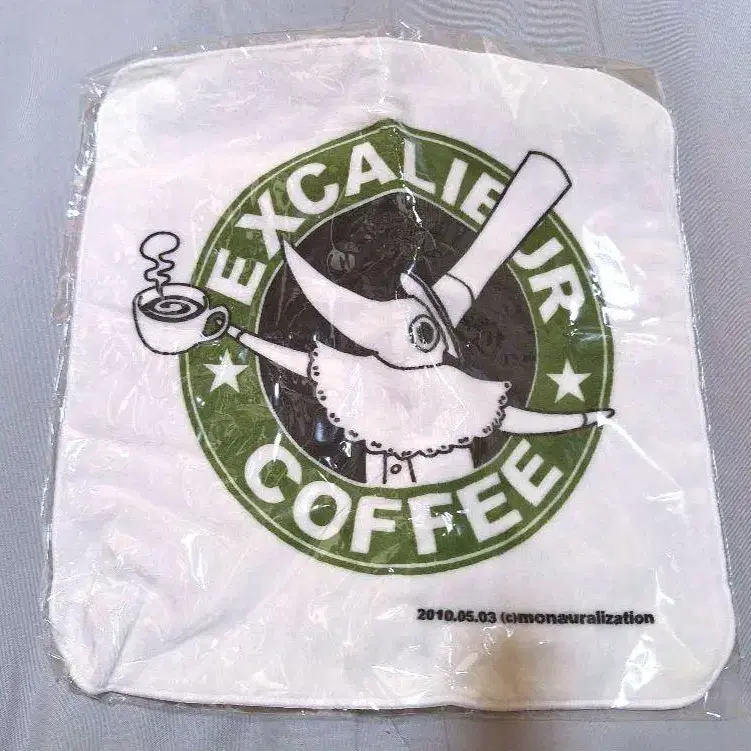 EXCALIBUR
COFFEE
2010.05.03 (c)monauralization